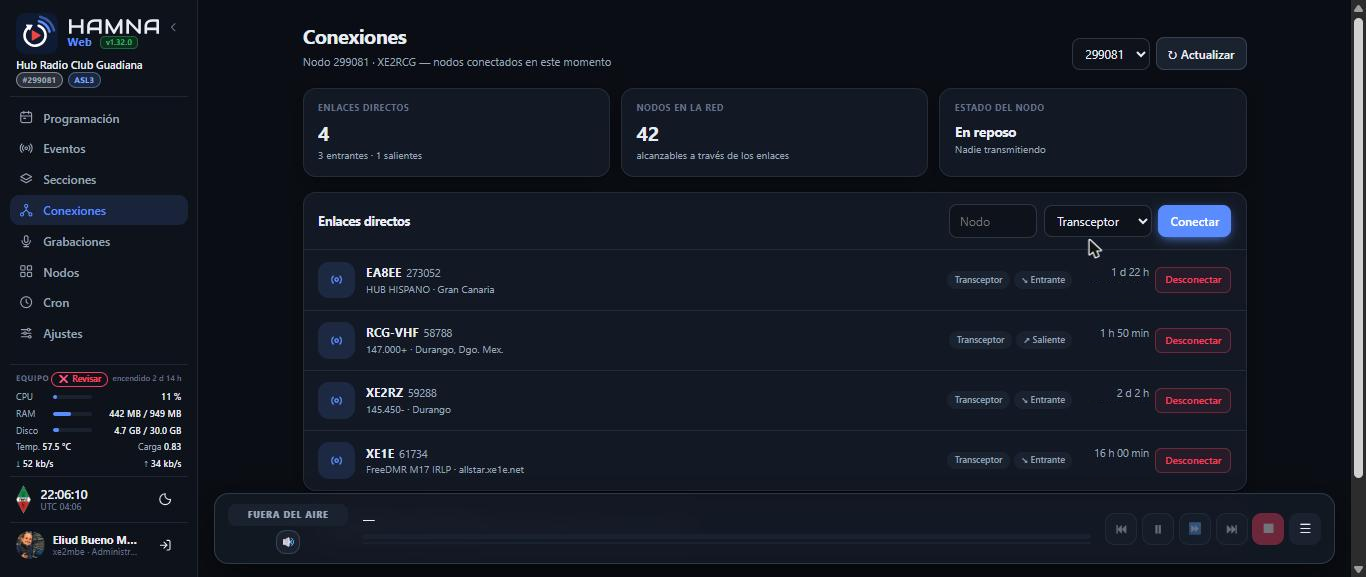 HAMNA
Web v1.32.0
Hub Radio Club Guadiana
#299081 ASL3
Programación
Eventos
Secciones
Conexiones
Grabaciones
Nodos
Cron
Ajustes
EQUIPO Revisar encendido 2 d 14 h
CPU 11 %
RAM 442 MB / 949 MB
Disco 4.7 GB / 30.0 GB
Temp. 57.5 °C Carga 0.83
↓ 52 kb/s ↑ 34 kb/s
22:06:10
UTC 04:06
Eliud Bueno M...
xe2mbe · Administr...
Conexiones
Nodo 299081 · XE2RCG — nodos conectados en este momento
299081 ↻ Actualizar
ENLACES DIRECTOS
4
3 entrantes · 1 salientes
NODOS EN LA RED
42
alcanzables a través de los enlaces
ESTADO DEL NODO
En reposo
Nadie transmitiendo
Enlaces directos Nodo Transceptor Conectar
EA8EE 273052
HUB HISPANO · Gran Canaria
Transceptor ↘ Entrante 1 d 22 h Desconectar
RCG-VHF 58788
147.000+ · Durango, Dgo. Mex.
Transceptor ↗ Saliente 1 h 50 min Desconectar
XE2RZ 59288
145.450- · Durango
Transceptor ↘ Entrante 2 d 2 h Desconectar
XE1E 61734
FreeDMR M17 IRLP · allstar.xe1e.net
Transceptor ↘ Entrante 16 h 00 min Desconectar
FUERA DEL AIRE —